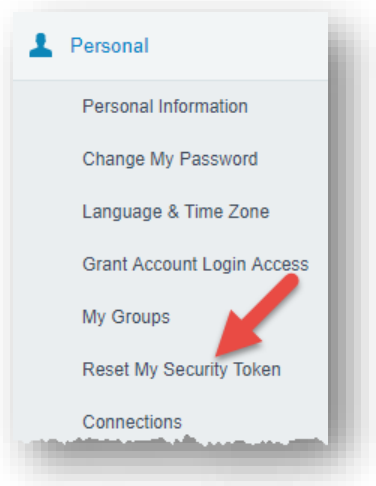 Personal
Personal Information
Change My Password
Language & Time Zone
Grant Account Login Access
My Groups
Reset My Security Token
Connections